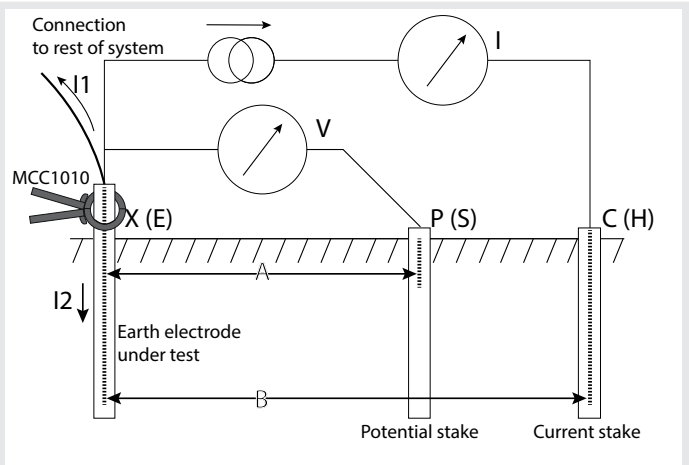 Connection
to rest of system
I
I1
V
MCC1010
X (E)
P (S)
C (H)
A
I2
Earth electrode
under test
B
Potential stake
Current stake